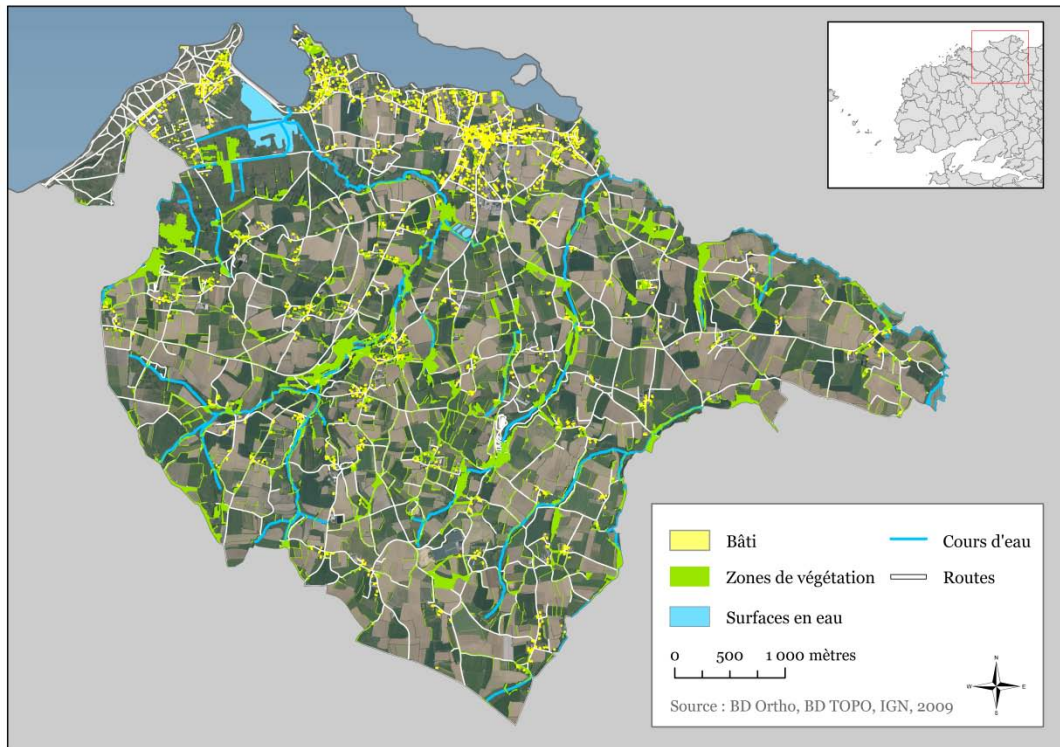 N
W
E
S
Bâti
Cours d'eau
Zones de végétation
Routes
Surfaces en eau
0 500 1 000 mètres
Source : BD Ortho, BD TOPO, IGN, 2009